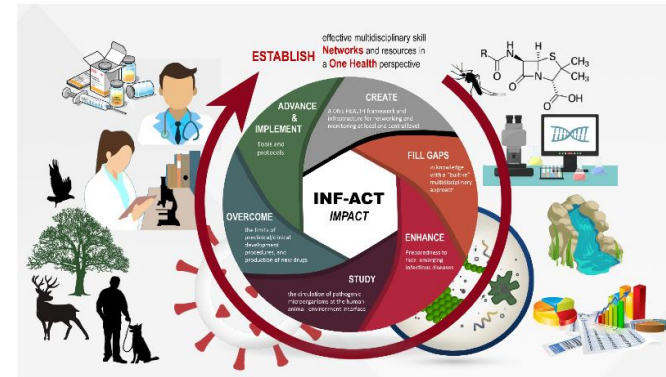 effective multidisciplinary skill
ESTABLISH Networks and resources in
a One Health perspective
CREATE
A One HEALTH framework and
infrastructure for networking and
monitoring at local and central level
FILL GAPS
in knowledge
with a "built-in"
multidisciplinary
approach
ENHANCE
Preparedness to
face emerging
infectious diseases
STUDY
the circulation of pathogenic
microorganisms at the human-
animal-environment interface
OVERCOME
the limits of
preclinical/clinical
development
procedures, and
production of new drugs
ADVANCE
&
IMPLEMENT
Tools and
protocols
INF-ACT
IMPACT
R
H
N
H
S
CH₃
O
N
CH₃
O
OH